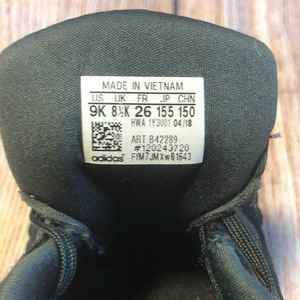 MADE IN VIETNAM
US UK FR JP CHN
9K 8½K 26 155 150
HWA 1Y3001 04/18
ART B42289
#120243720
adidas FfM7JMXw61643